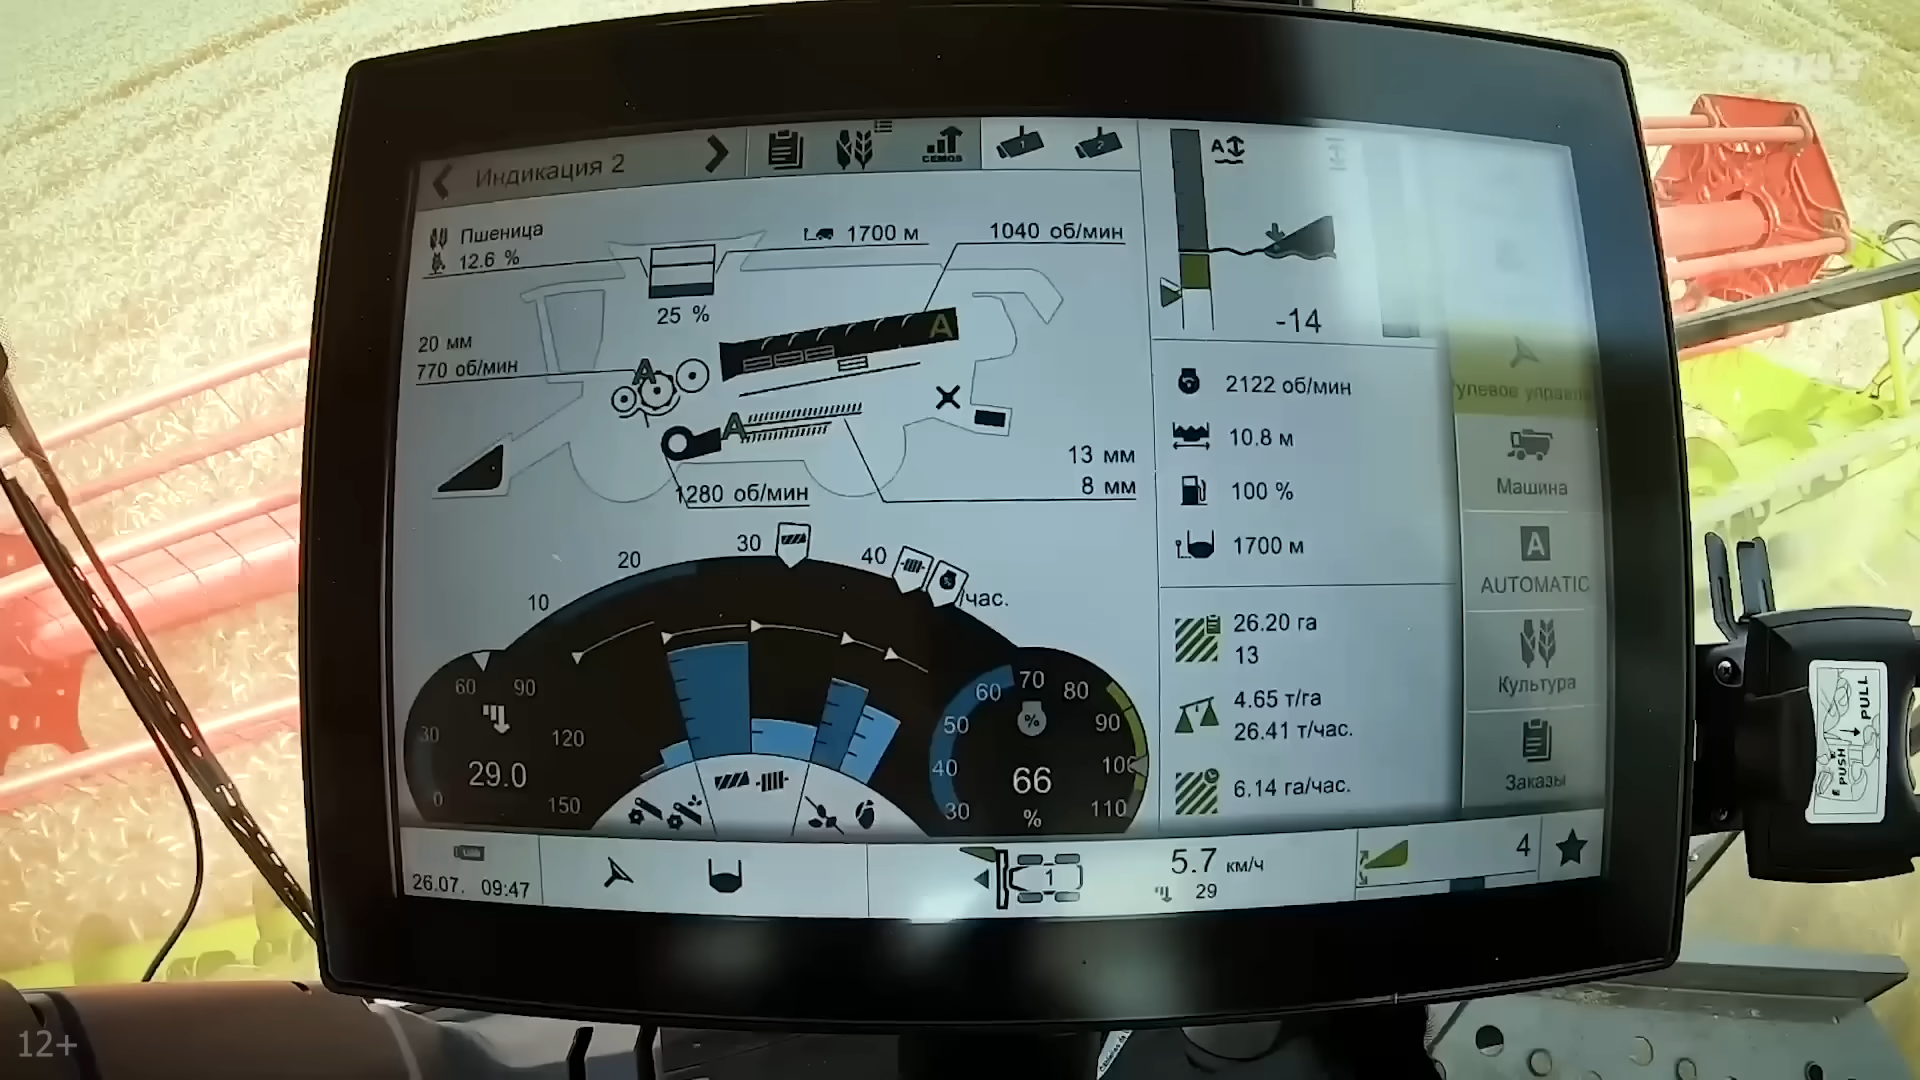 Индикация 2
CEMOS
1
2
A
Пшеница
12.6 %
1700 м
1040 об/мин
25 %
20 мм
770 об/мин
A
A
A
13 мм
8 мм
1280 об/мин
-14
2122 об/мин
10.8 м
100 %
1700 м
Машина
A
AUTOMATIC
Культура
Заказы
10
20
30
40
/час.
26.20 га
13
4.65 т/га
26.41 т/час.
6.14 га/час.
0
30
60
90
120
150
29.0
30
40
50
60
70
80
90
100
110
%
66
%
26.07. 09:47
1
5.7 км/ч
29
4
PUSH
PULL
12+